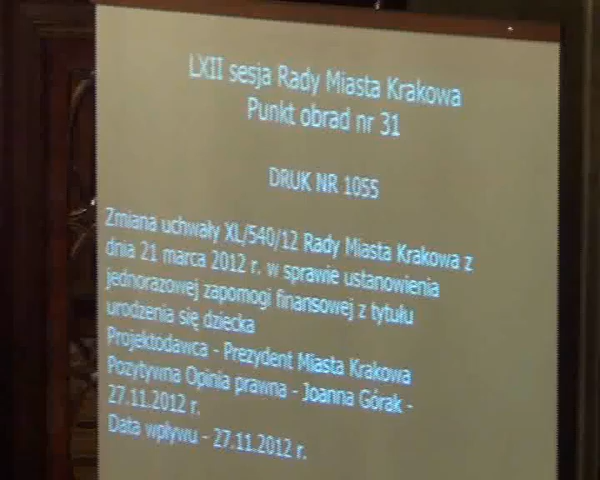 LXII sesja Rady Miasta Krakowa
Punkt obrad nr 31
DRUK NR 1055
Zmiana uchwały XL/540/12 Rady Miasta Krakowa z
dnia 21 marca 2012 r. w sprawie ustanowienia
jednorazowej zapomogi finansowej z tytułu
urodzenia się dziecka
Projektodawca - Prezydent Miasta Krakowa
Pozytywna Opinia prawna - Joanna Górak -
27.11.2012 r.
Data wpływu - 27.11.2012 r.